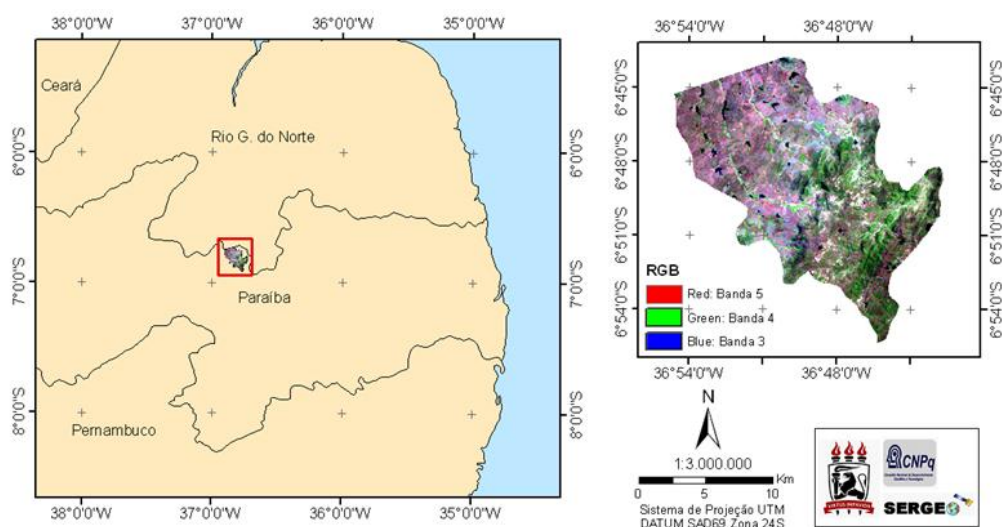 38°0'0"W 37°0'0"W 36°0'0"W 35°0'0"W
6°0'0"S 7°0'0"S 8°0'0"S
Ceará
Rio G. do Norte
Paraíba
Pernambuco
6°0'0"S 7°0'0"S 8°0'0"S
38°0'0"W 37°0'0"W 36°0'0"W 35°0'0"W
36°54'0"W 36°48'0"W
6°45'0"S 6°48'0"S 6°51'0"S 6°54'0"S
RGB
Red: Banda 5
Green: Banda 4
Blue: Banda 3
6°45'0"S 6°48'0"S 6°51'0"S 6°54'0"S
36°54'0"W 36°48'0"W
N
1:3.000.000
Km
0 5 10
Sistema de Projeção UTM
DATUM SAD69 Zona 24S
CNPq
SERGEO